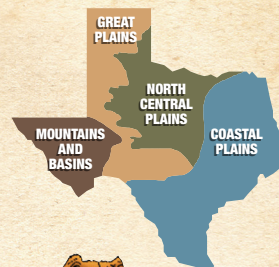 GREAT
PLAINS
NORTH
CENTRAL
PLAINS
MOUNTAINS
AND
BASINS
COASTAL
PLAINS